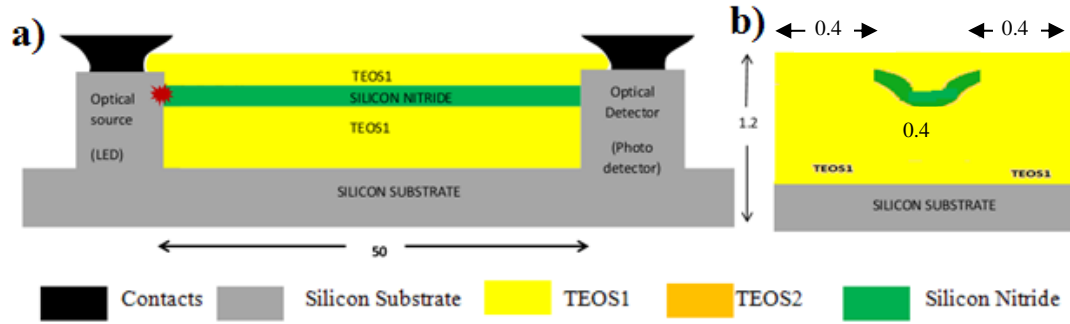 a)
TEOS1
SILICON NITRIDE
TEOS1
Optical
source
(LED)
Optical
Detector
(Photo
detector)
SILICON SUBSTRATE
50
1.2
b)
0.4
0.4
0.4
TEOS1
TEOS1
SILICON SUBSTRATE
Contacts
Silicon Substrate
TEOS1
TEOS2
Silicon Nitride